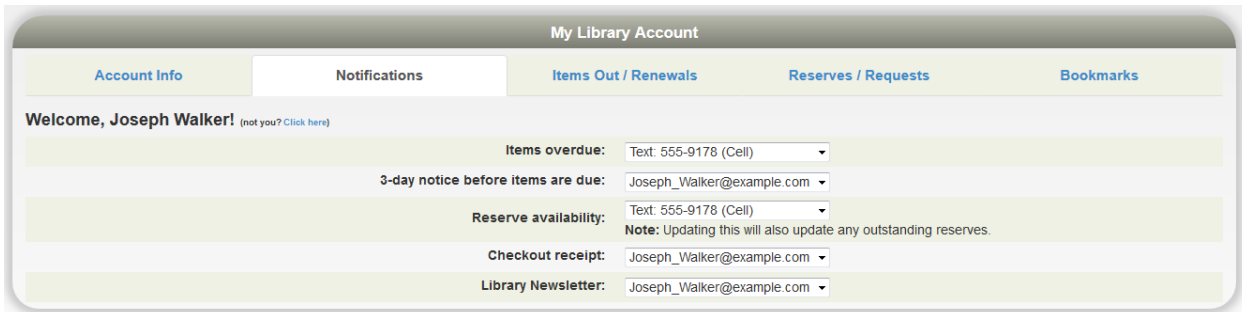 My Library Account
Account Info Notifications Items Out / Renewals Reserves / Requests Bookmarks
Welcome, Joseph Walker! (not you? Click here)
Items overdue: Text: 555-9178 (Cell)
3-day notice before items are due: Joseph_Walker@example.com
Reserve availability: Text: 555-9178 (Cell)
Note: Updating this will also update any outstanding reserves.
Checkout receipt: Joseph_Walker@example.com
Library Newsletter: Joseph_Walker@example.com